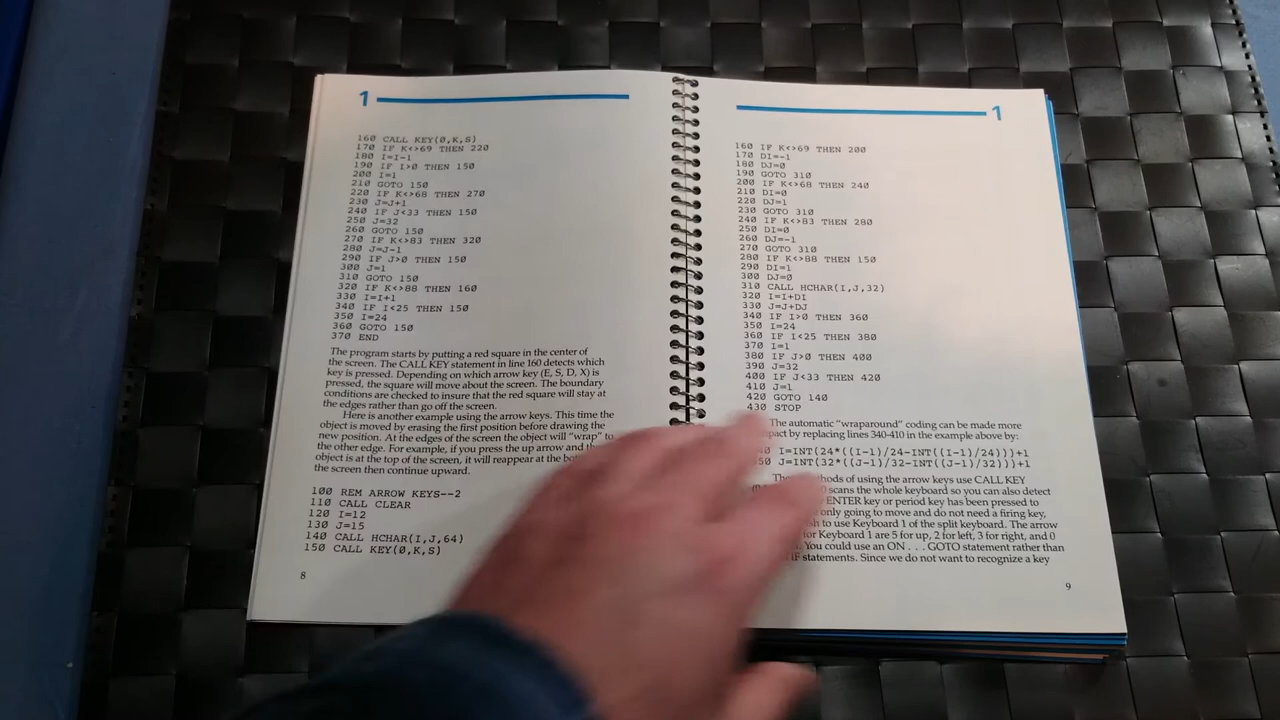 1
160 CALL KEY(0,K,S)
170 IF K<>69 THEN 220
180 I=I-1
190 IF I>0 THEN 150
200 I=1
210 GOTO 150
220 IF K<>68 THEN 270
230 J=J+1
240 IF J<33 THEN 150
250 J=32
260 GOTO 150
270 IF K<>83 THEN 320
280 J=J-1
290 IF J>0 THEN 150
300 J=1
310 GOTO 150
320 IF K<>88 THEN 160
330 I=I+1
340 IF I<25 THEN 150
350 I=24
360 GOTO 150
370 END
The program starts by putting a red square in the center of
the screen. The CALL KEY statement in line 160 detects which
key is pressed. Depending on which arrow key (E, S, D, X) is
pressed, the square will move about the screen. The boundary
conditions are checked to insure that the red square will stay at
the edges rather than go off the screen.
Here is another example using the arrow keys. This time the
object is moved by erasing the first position before drawing the
new position. At the edges of the screen the object will "wrap" to
the other edge. For example, if you press the up arrow and
object is at the top of the screen, it will reappear at the
the screen then continue upward.
100 REM ARROW KEYS--2
110 CALL CLEAR
120 I=12
130 J=15
140 CALL HCHAR(I,J,64)
150 CALL KEY(0,K,S)
8
1
160 IF K<>69 THEN 200
170 DI=-1
180 DJ=0
190 GOTO 310
200 IF K<>68 THEN 240
210 DI=0
220 DJ=1
230 GOTO 310
240 IF K<>83 THEN 280
250 DI=0
260 DJ=-1
270 GOTO 310
280 IF K<>88 THEN 150
290 DI=1
300 DJ=0
310 CALL HCHAR(I,J,32)
320 I=I+DI
330 J=J+DJ
340 IF I>0 THEN 360
350 I=24
360 IF I<25 THEN 380
370 I=1
380 IF J>0 THEN 400
390 J=32
400 IF J<33 THEN 420
410 J=1
420 GOTO 140
430 STOP
The automatic "wraparound" coding can be made more
by replacing lines 340-410 in the example above by:
I=INT(24*((I-1)/24-INT((I-1)/24)))+1
J=INT(32*((J-1)/32-INT((J-1)/32)))+1
of using the arrow keys use CALL KEY
scans the whole keyboard so you can also detect
ENTER key or period key has been pressed to
only going to move and do not need a firing key,
to use Keyboard 1 of the split keyboard. The arrow
for Keyboard 1 are 5 for up, 2 for left, 3 for right, and 0
You could use an ON . . . GOTO statement rather than
IF statements. Since we do not want to recognize a key
9